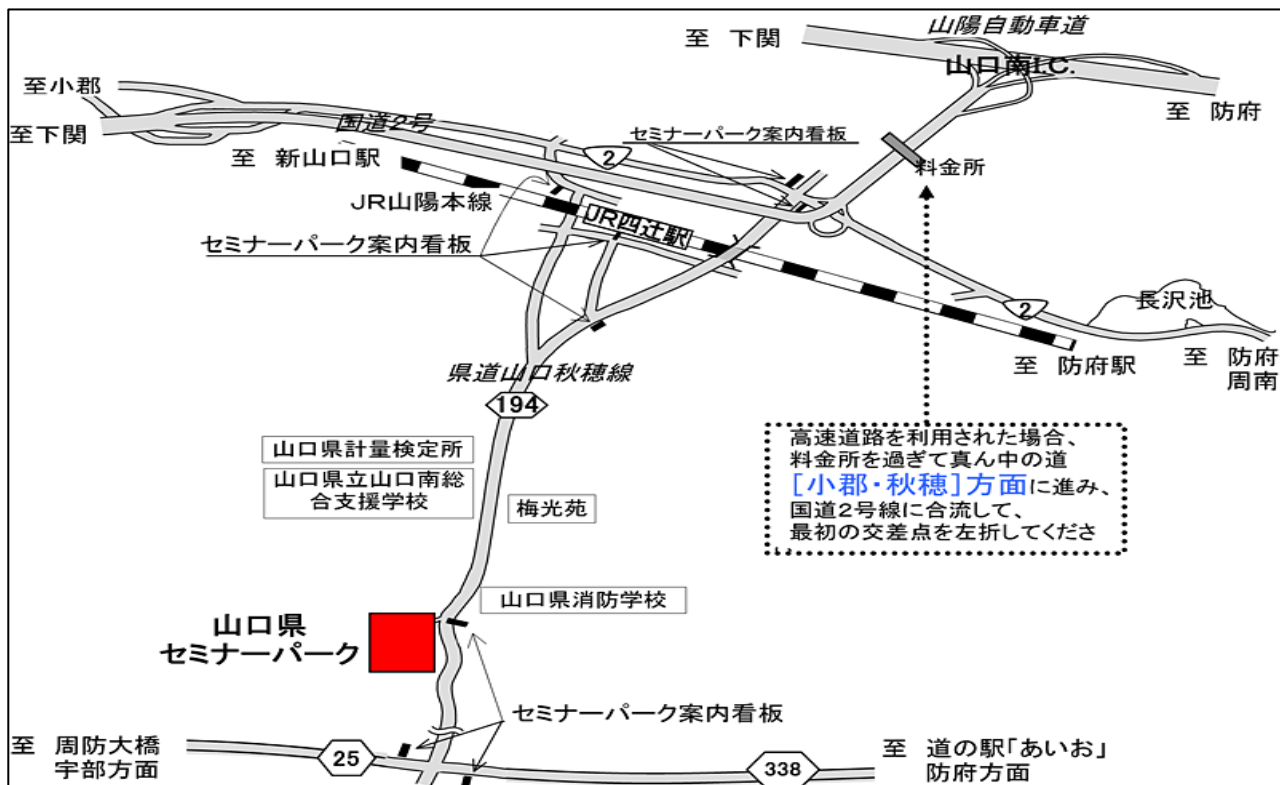 山陽自動車道
至 下関
山口南I.C.
至小郡
至 防府
至下関
国道2号
セミナーパーク案内看板
至 新山口駅
2
料金所
JR山陽本線
JR四辻駅
セミナーパーク案内看板
長沢池
2
至 防府駅
至 防府
周南
県道山口秋穂線
194
高速道路を利用された場合、
料金所を過ぎて真ん中の道
[小郡・秋穂]方面に進み、
国道2号線に合流して、
最初の交差点を左折してくださ
山口県計量検定所
山口県立山口南総
合支援学校
梅光苑
山口県消防学校
山口県
セミナーパーク
セミナーパーク案内看板
至 周防大橋
宇部方面
25
338
至 道の駅「あいお」
防府方面